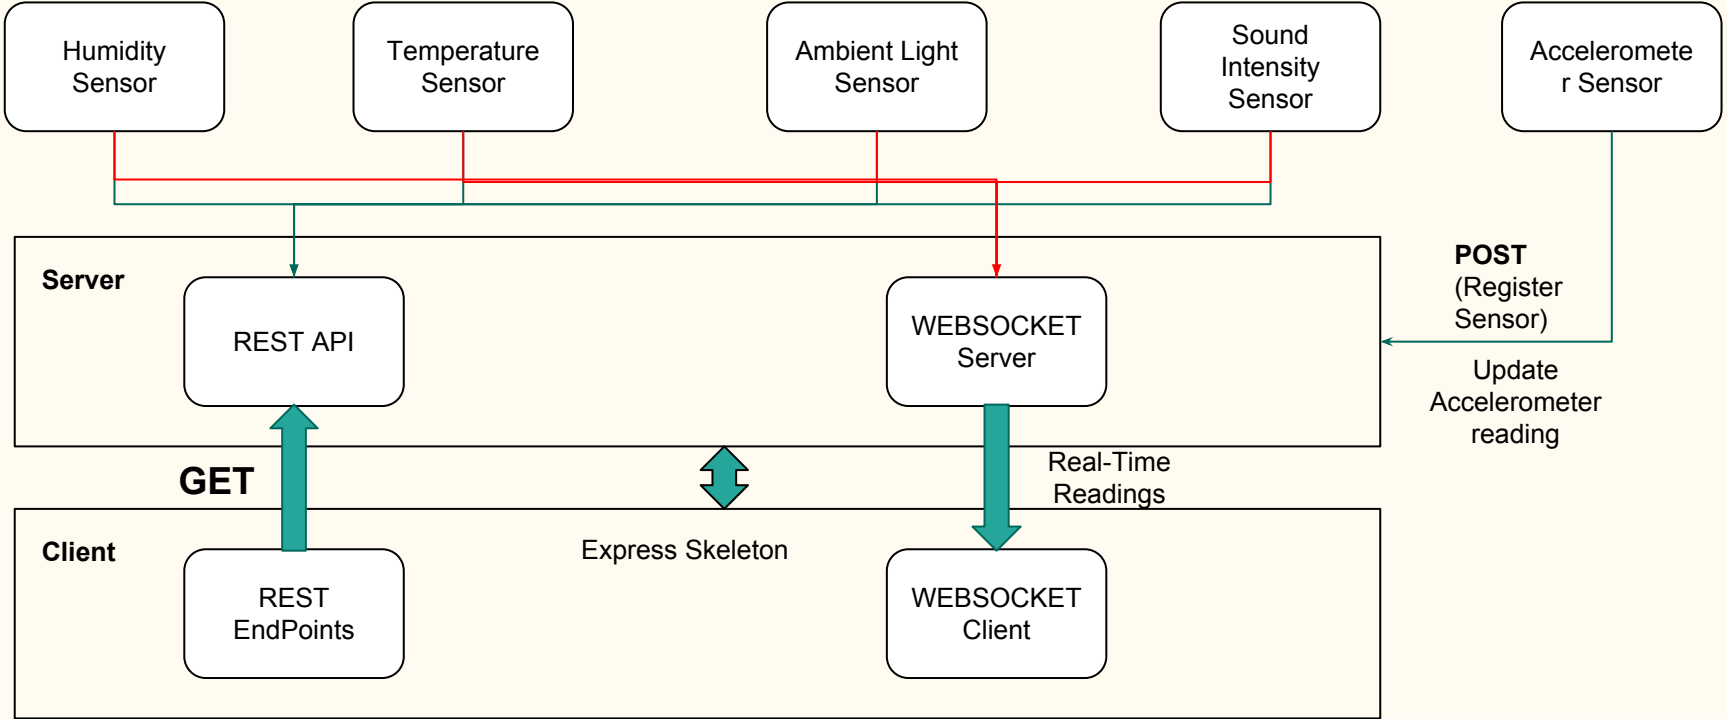 Humidity
Sensor
Temperature
Sensor
Ambient Light
Sensor
Sound
Intensity
Sensor
Acceleromete
r Sensor
Server
REST API
WEBSOCKET
Server
POST
(Register
Sensor)
Update
Accelerometer
reading
GET
Real-Time
Readings
Client
Express Skeleton
REST
EndPoints
WEBSOCKET
Client